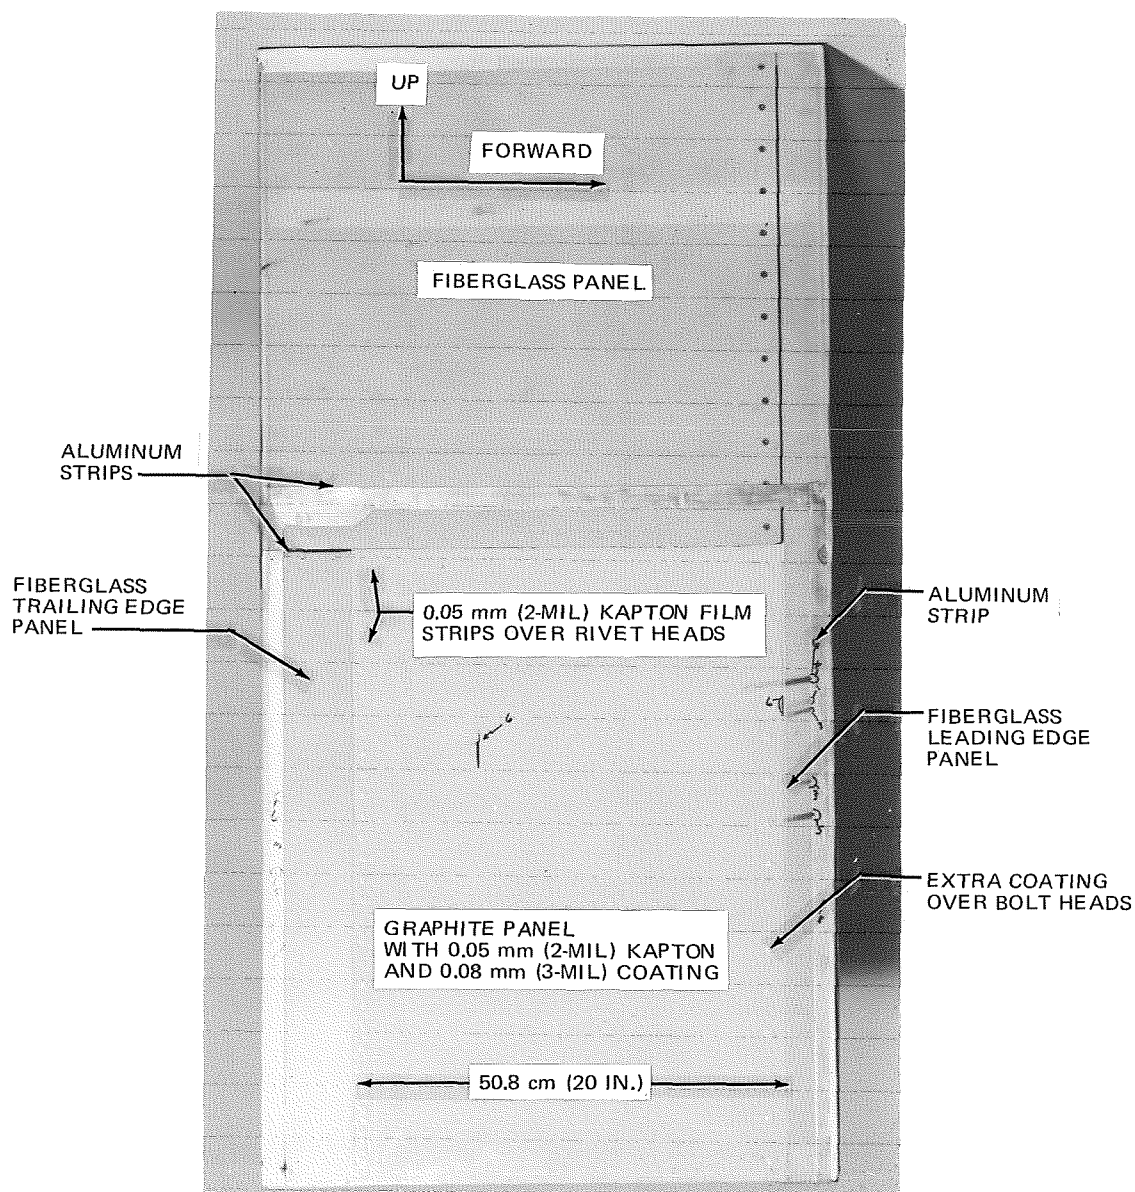 UP
FORWARD
FIBERGLASS PANEL
ALUMINUM
STRIPS
FIBERGLASS
TRAILING EDGE
PANEL
0.05 mm (2-MIL) KAPTON FILM
STRIPS OVER RIVET HEADS
ALUMINUM
STRIP
6
6
FIBERGLASS
LEADING EDGE
PANEL
EXTRA COATING
OVER BOLT HEADS
GRAPHITE PANEL
WITH 0.05 mm (2-MIL) KAPTON
AND 0.08 mm (3-MIL) COATING
50.8 cm (20 IN.)